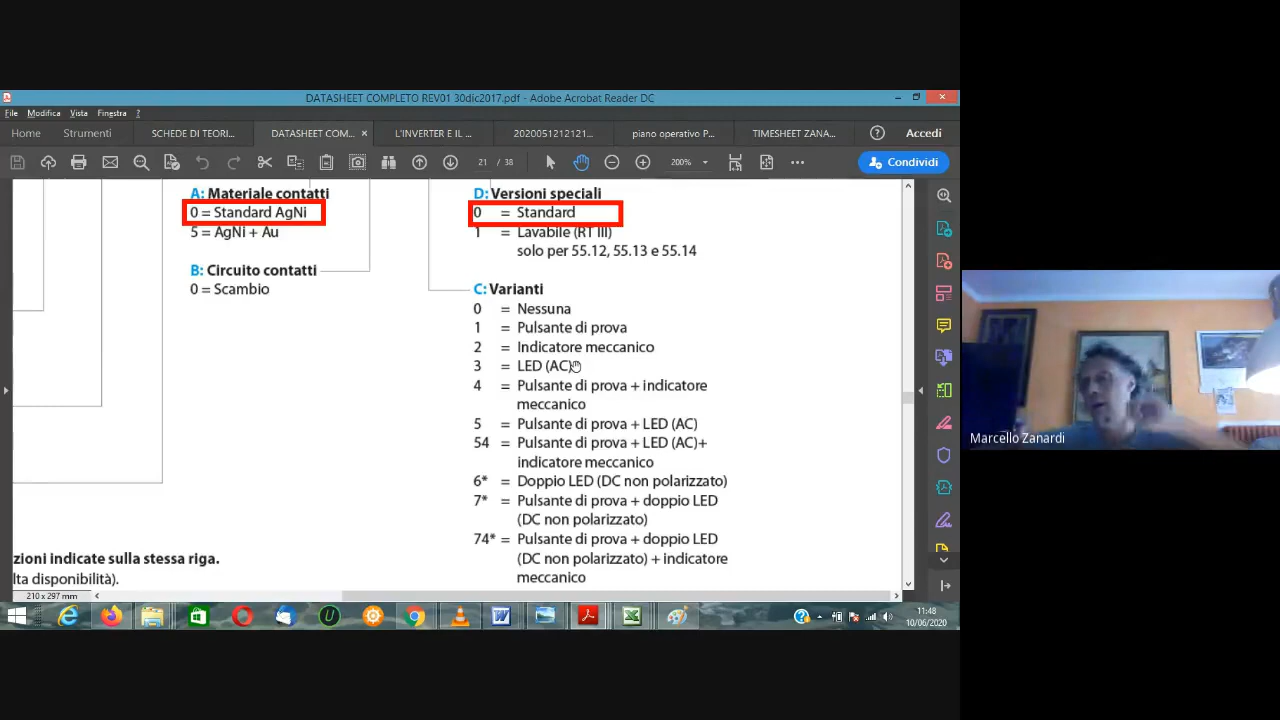 DATASHEET COMPLETO REV01 30dic2017.pdf - Adobe Acrobat Reader DC
File Modifica Vista Finestra ?
Home Strumenti SCHEDE DI TEORI... DATASHEET COM... × L'INVERTER E IL ... 2020051212121... piano operativo P... TIMESHEET ZANA... Accedi
21 / 38 200% Condividi
A: Materiale contatti
0 = Standard AgNi
5 = AgNi + Au
B: Circuito contatti
0 = Scambio
D: Versioni speciali
0 = Standard
1 = Lavabile (RT III)
solo per 55.12, 55.13 e 55.14
C: Varianti
0 = Nessuna
1 = Pulsante di prova
2 = Indicatore meccanico
3 = LED (AC)
4 = Pulsante di prova + indicatore
meccanico
5 = Pulsante di prova + LED (AC)
54 = Pulsante di prova + LED (AC)+
indicatore meccanico
6* = Doppio LED (DC non polarizzato)
7* = Pulsante di prova + doppio LED
(DC non polarizzato)
74* = Pulsante di prova + doppio LED
(DC non polarizzato) + indicatore
meccanico
zioni indicate sulla stessa riga.
lta disponibilità).
210 x 297 mm
11:48
10/06/2020
Marcello Zanardi